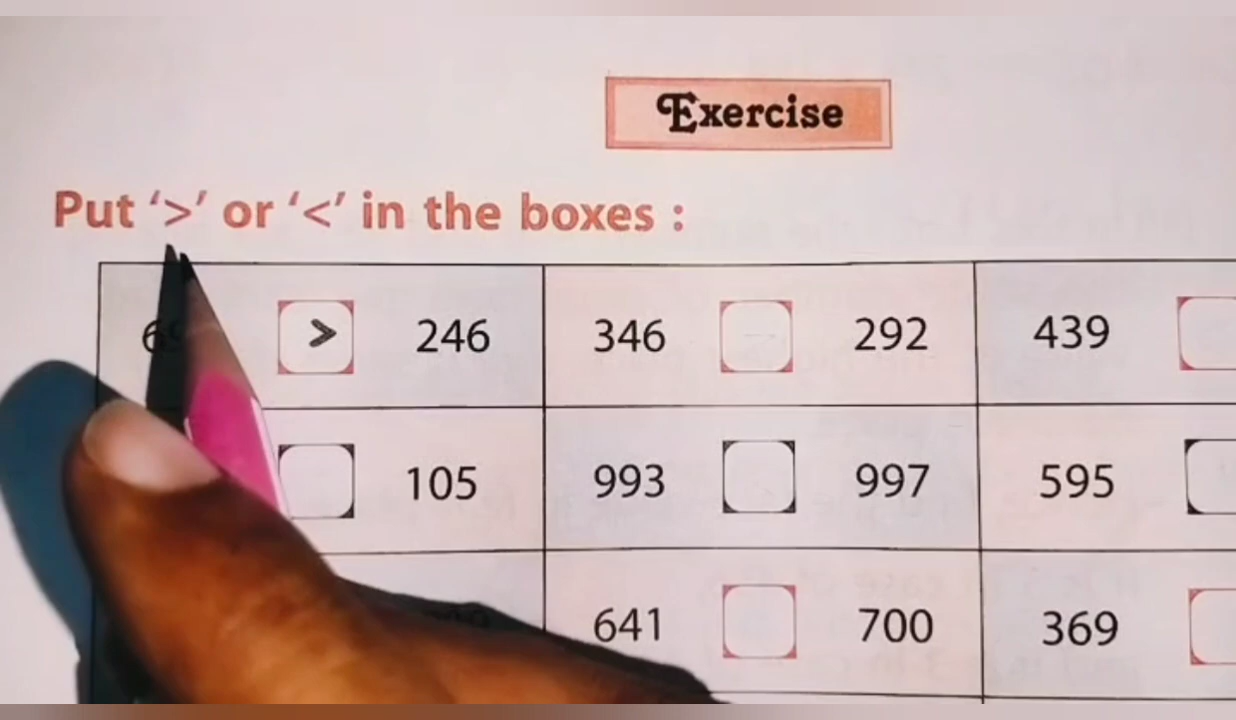 Exercise
Put '>' or '<' in the boxes :
> 246 346 292 439
105 993 997 595
641 700 369